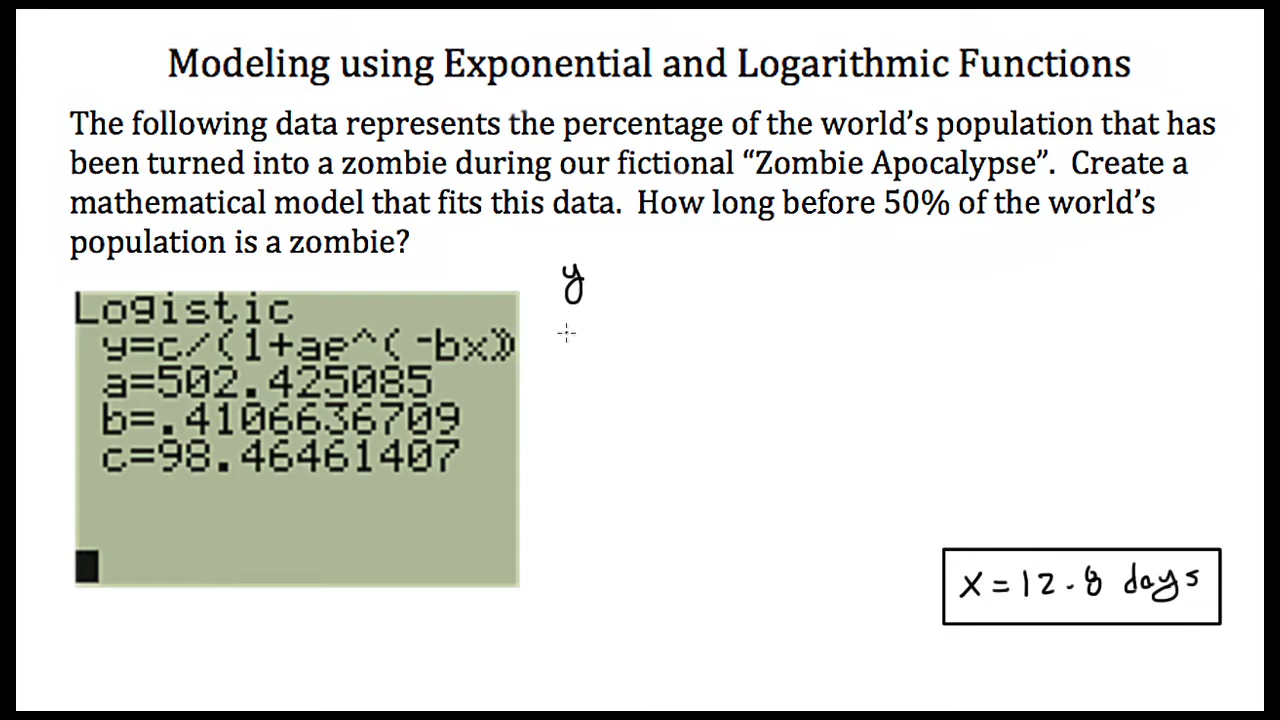 Modeling using Exponential and Logarithmic Functions
The following data represents the percentage of the world’s population that has
been turned into a zombie during our fictional “Zombie Apocalypse”.  Create a
mathematical model that fits this data.  How long before 50% of the world’s
population is a zombie?
y
Logistic
y=c/(1+ae^(-bx))
a=502.425085
b=.4106636709
c=98.46461407
x = 12.8 days